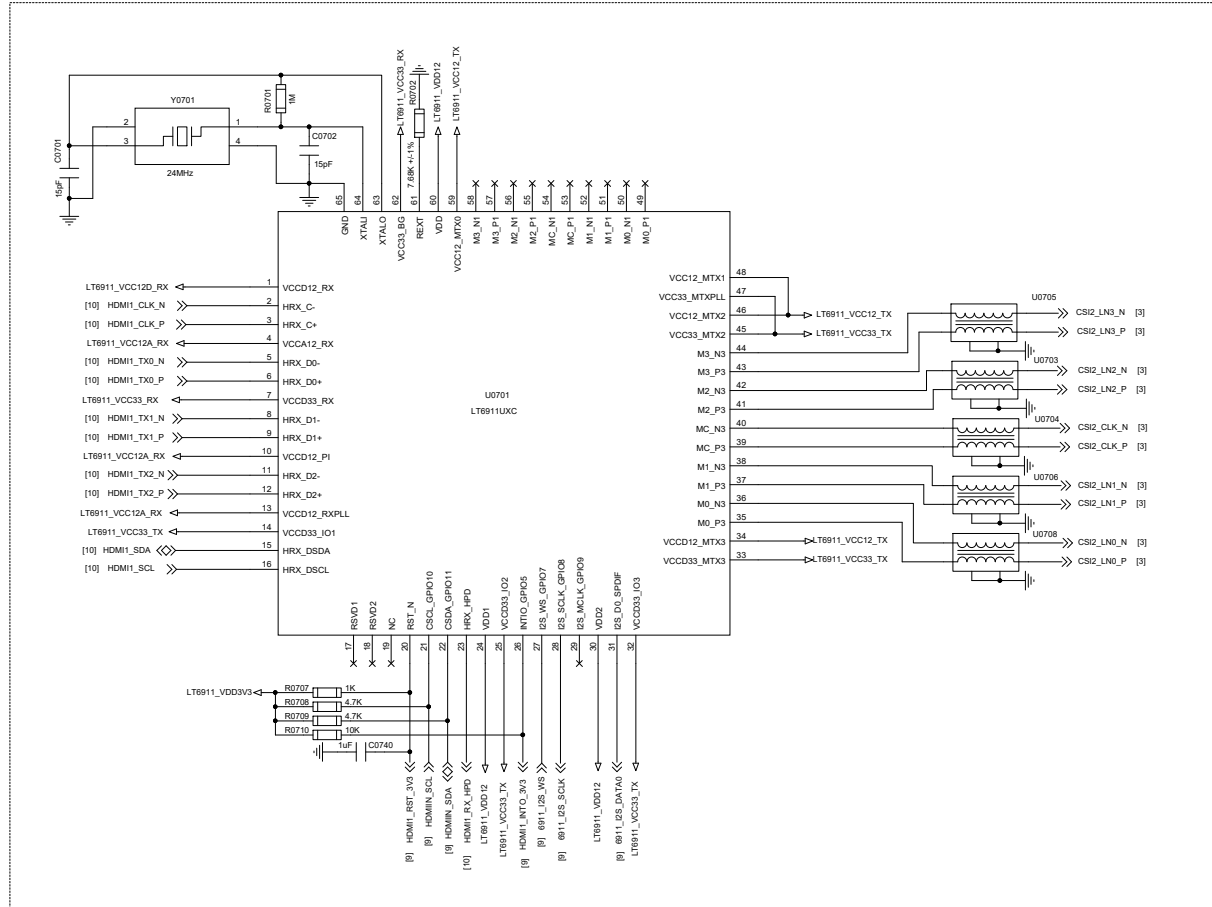 Y0701
2
3
1
4
24MHz
C0701
15pF
R0701
1M
C0702
15pF
LT6911_VCC33_RX
R0702
7.68K +/-1%
LT6911_VDD12
LT6911_VCC12_TX
65 GND
64 XTALI
63 XTALO
62 VCC33_BG
61 REXT
60 VDD
59 VCC12_MTX0
58 M3_N1
57 M3_P1
56 M2_N1
55 M2_P1
54 MC_N1
53 MC_P1
52 M1_N1
51 M1_P1
50 M0_N1
49 M0_P1
LT6911_VCC12D_RX 1 VCCD12_RX
[10] HDMI1_CLK_N 2 HRX_C-
[10] HDMI1_CLK_P 3 HRX_C+
LT6911_VCC12A_RX 4 VCCA12_RX
[10] HDMI1_TX0_N 5 HRX_D0-
[10] HDMI1_TX0_P 6 HRX_D0+
LT6911_VCC33_RX 7 VCCD33_RX
[10] HDMI1_TX1_N 8 HRX_D1-
[10] HDMI1_TX1_P 9 HRX_D1+
LT6911_VCC12A_RX 10 VCCD12_PI
[10] HDMI1_TX2_N 11 HRX_D2-
[10] HDMI1_TX2_P 12 HRX_D2+
LT6911_VCC12A_RX 13 VCCD12_RXPLL
LT6911_VCC33_TX 14 VCCD33_IO1
[10] HDMI1_SDA 15 HRX_DSDA
[10] HDMI1_SCL 16 HRX_DSCL
U0701
LT6911UXC
VCC12_MTX1 48
VCC33_MTXPLL 47
VCC12_MTX2 46 LT6911_VCC12_TX
VCC33_MTX2 45 LT6911_VCC33_TX
M3_N3 44
M3_P3 43
M2_N3 42
M2_P3 41
MC_N3 40
MC_P3 39
M1_N3 38
M1_P3 37
M0_N3 36
M0_P3 35
VCCD12_MTX3 34 LT6911_VCC12_TX
VCCD33_MTX3 33 LT6911_VCC33_TX
U0705
CSI2_LN3_N [3]
CSI2_LN3_P [3]
U0703
CSI2_LN2_N [3]
CSI2_LN2_P [3]
U0704
CSI2_CLK_N [3]
CSI2_CLK_P [3]
U0706
CSI2_LN1_N [3]
CSI2_LN1_P [3]
U0708
CSI2_LN0_N [3]
CSI2_LN0_P [3]
17 RSVD1
18 RSVD2
19 NC
20 RST_N
21 CSCL_GPIO10
22 CSDA_GPIO11
23 HRX_HPD
24 VDD1
25 VCCD33_IO2
26 INTIO_GPIO5
27 I2S_WS_GPIO7
28 I2S_SCLK_GPIO8
29 I2S_MCLK_GPIO9
30 VDD2
31 I2S_D0_SPDIF
32 VCCD33_IO3
LT6911_VDD3V3
R0707 1K
R0708 4.7K
R0709 4.7K
R0710 10K
1uF C0740
[9] HDMI1_RST_3V3
[9] HDMIIN_SCL
[9] HDMIIN_SDA
[10] HDMI1_RX_HPD
LT6911_VDD12
LT6911_VCC33_TX
[9] HDMI1_INTO_3V3
[9] 6911_I2S_WS
[9] 6911_I2S_SCLK
LT6911_VDD12
[9] 6911_I2S_DATA0
LT6911_VCC33_TX